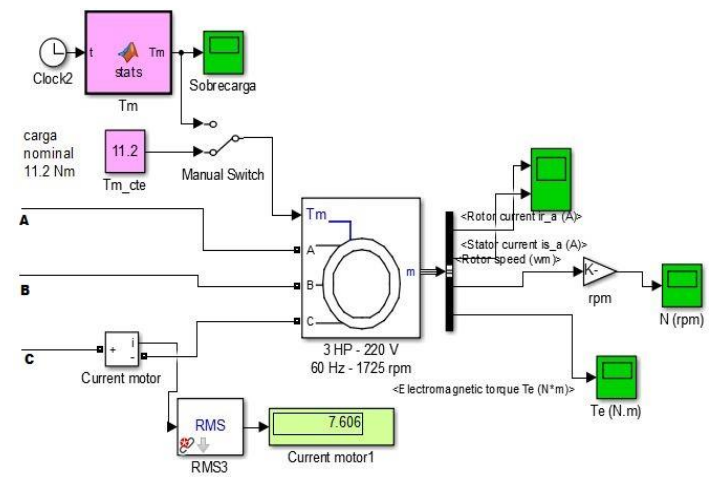 t
Tm
stats
Clock2
Tm
Sobrecarga
carga
nominal
11.2 Nm
11.2
Tm_cte
Manual Switch
A
B
C
Tm
A
B
C
m
3 HP - 220 V
60 Hz - 1725 rpm
<Rotor current ir_a (A)>
<Stator current is_a (A)>
<Rotor speed (wm)>
<Electromagnetic torque Te (N*m)>
K-
rpm
N (rpm)
Te (N.m)
+
i
-
Current motor
RMS
RMS3
7.606
Current motor1